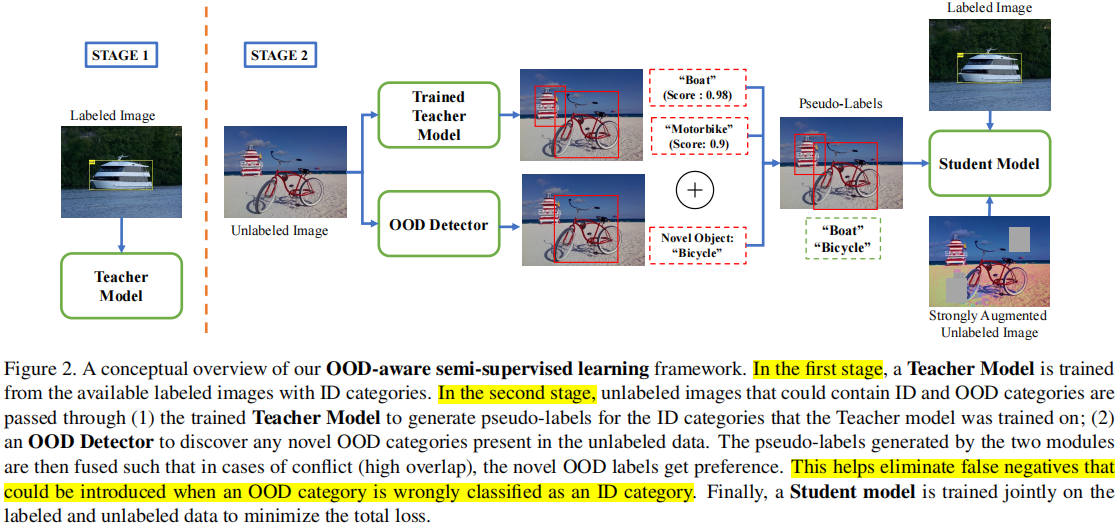 STAGE 1
Labeled Image
Teacher
Model
STAGE 2
Unlabeled Image
Trained
Teacher
Model
OOD Detector
“Boat”
(Score : 0.98)
“Motorbike”
(Score: 0.9)
Novel Object:
“Bicycle”
Pseudo-Labels
“Boat”
“Bicycle”
Labeled Image
Student Model
Strongly Augmented
Unlabeled Image
Figure 2. A conceptual overview of our OOD-aware semi-supervised learning framework. In the first stage, a Teacher Model is trained
from the available labeled images with ID categories. In the second stage, unlabeled images that could contain ID and OOD categories are
passed through (1) the trained Teacher Model to generate pseudo-labels for the ID categories that the Teacher model was trained on; (2)
an OOD Detector to discover any novel OOD categories present in the unlabeled data. The pseudo-labels generated by the two modules
are then fused such that in cases of conflict (high overlap), the novel OOD labels get preference. This helps eliminate false negatives that
could be introduced when an OOD category is wrongly classified as an ID category. Finally, a Student model is trained jointly on the
labeled and unlabeled data to minimize the total loss.